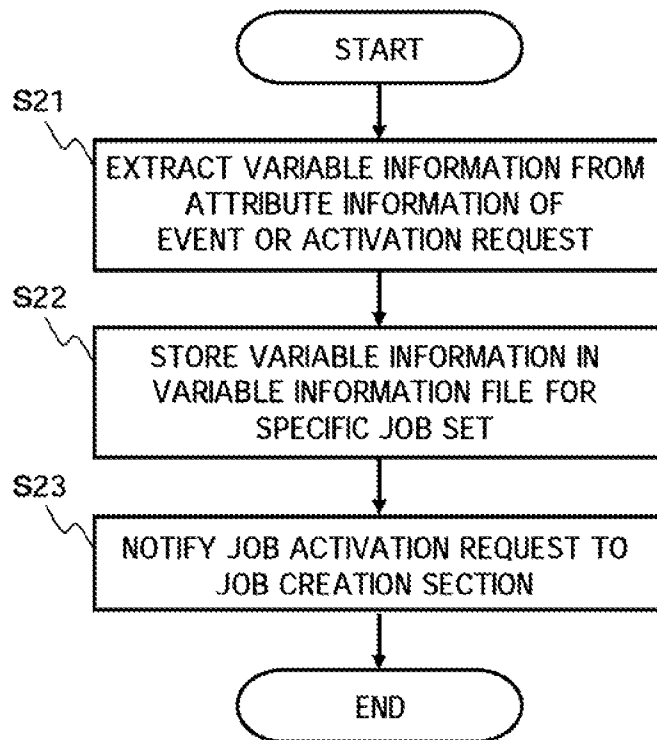 START
S21
EXTRACT VARIABLE INFORMATION FROM
ATTRIBUTE INFORMATION OF
EVENT OR ACTIVATION REQUEST
S22
STORE VARIABLE INFORMATION IN
VARIABLE INFORMATION FILE FOR
SPECIFIC JOB SET
S23
NOTIFY JOB ACTIVATION REQUEST TO
JOB CREATION SECTION
END